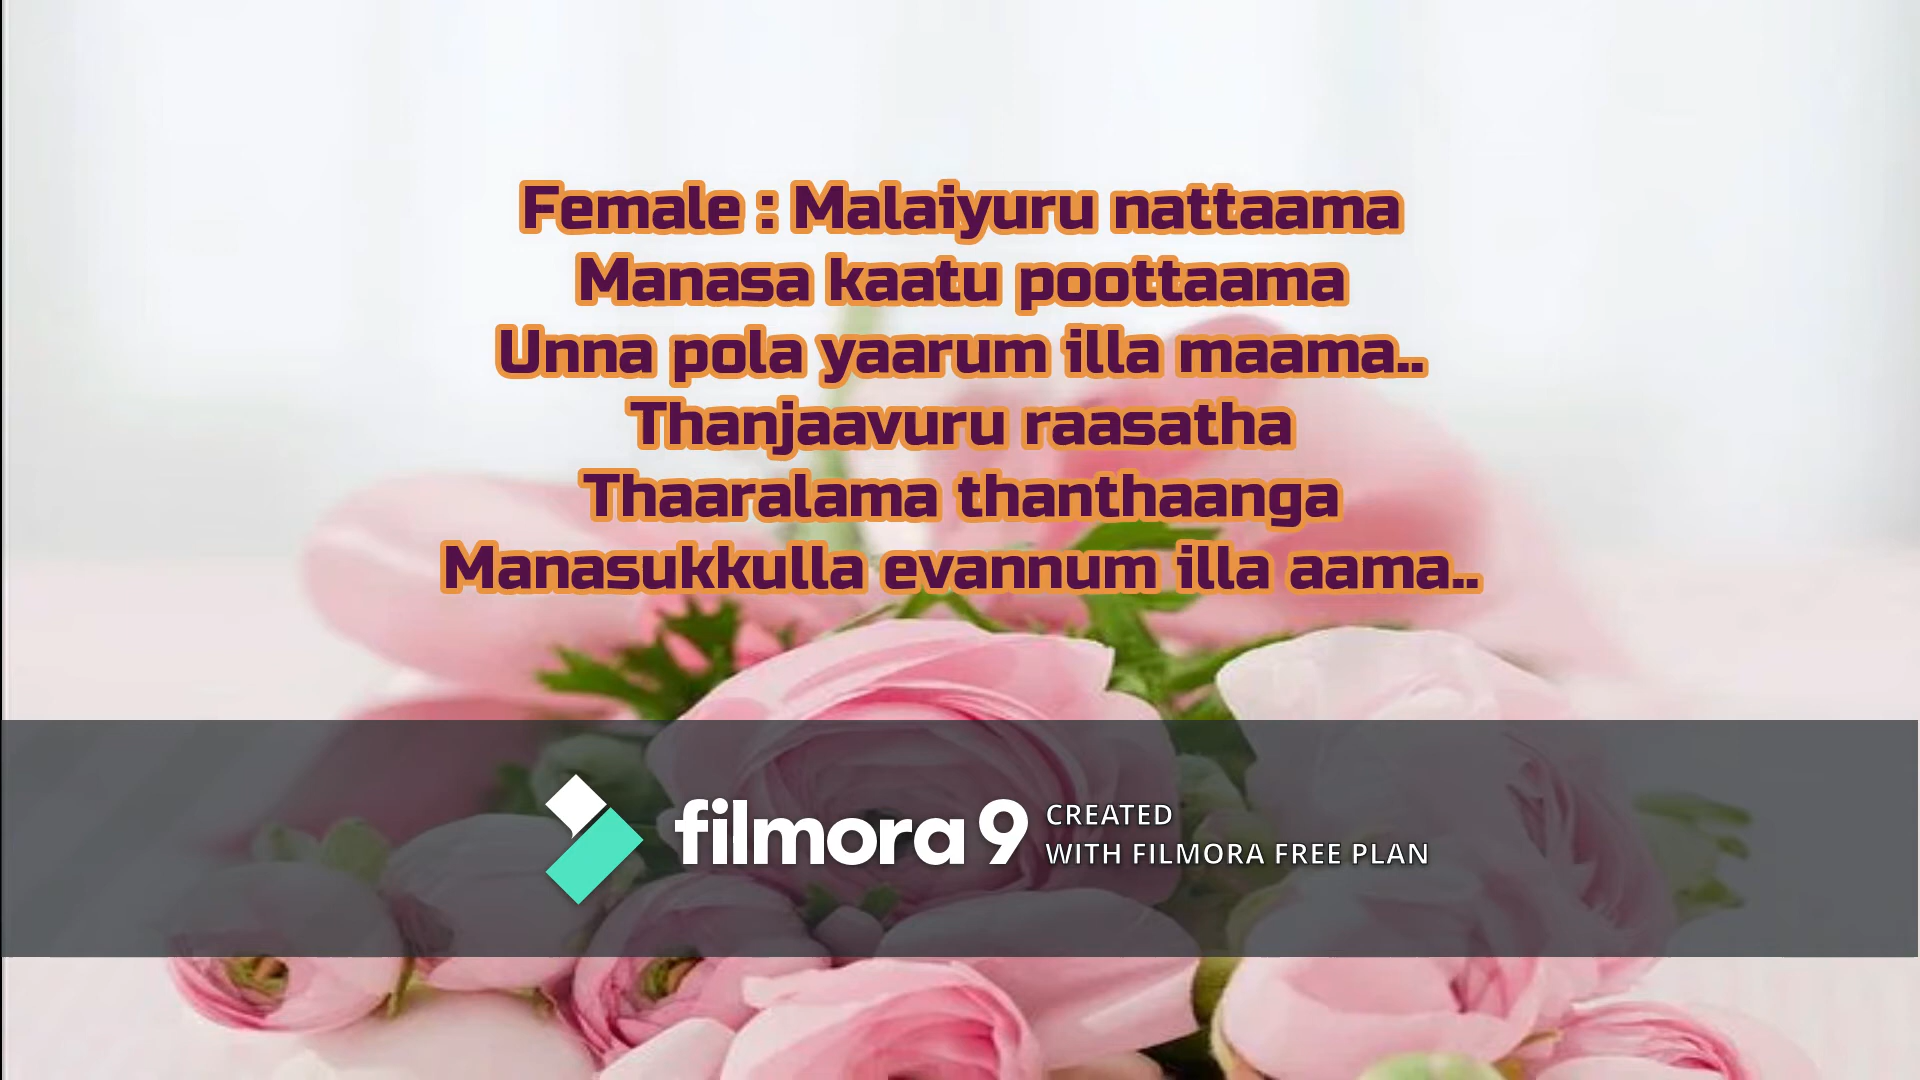 Female : Malaiyuru nattaama
Manasa kaatu poottaama
Unna pola yaarum illa maama..
Thanjaavuru raasatha
Thaaralama thanthaanga
Manasukkulla evannum illa aama..
filmora 9
CREATED
WITH FILMORA FREE PLAN